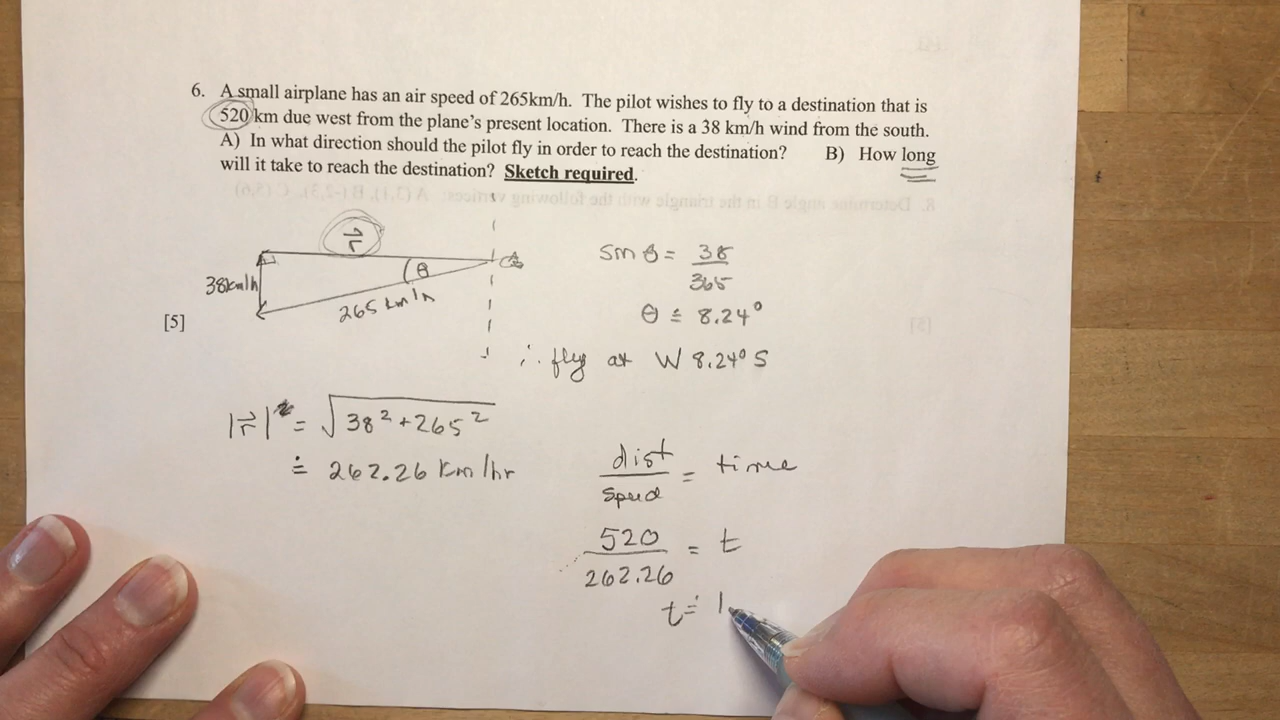 6. A small airplane has an air speed of 265km/h. The pilot wishes to fly to a destination that is
520 km due west from the plane's present location. There is a 38 km/h wind from the south.
A) In what direction should the pilot fly in order to reach the destination? B) How long
will it take to reach the destination? Sketch required.
r
38km/h
θ
265 km/h
[5]
sin θ = 38/365
θ ≐ 8.24°
∴ fly at W 8.24° S
|r| = √38² + 265²
≐ 262.26 km/hr
dist/speed = time
520/262.26 = t
t ≐ 1.